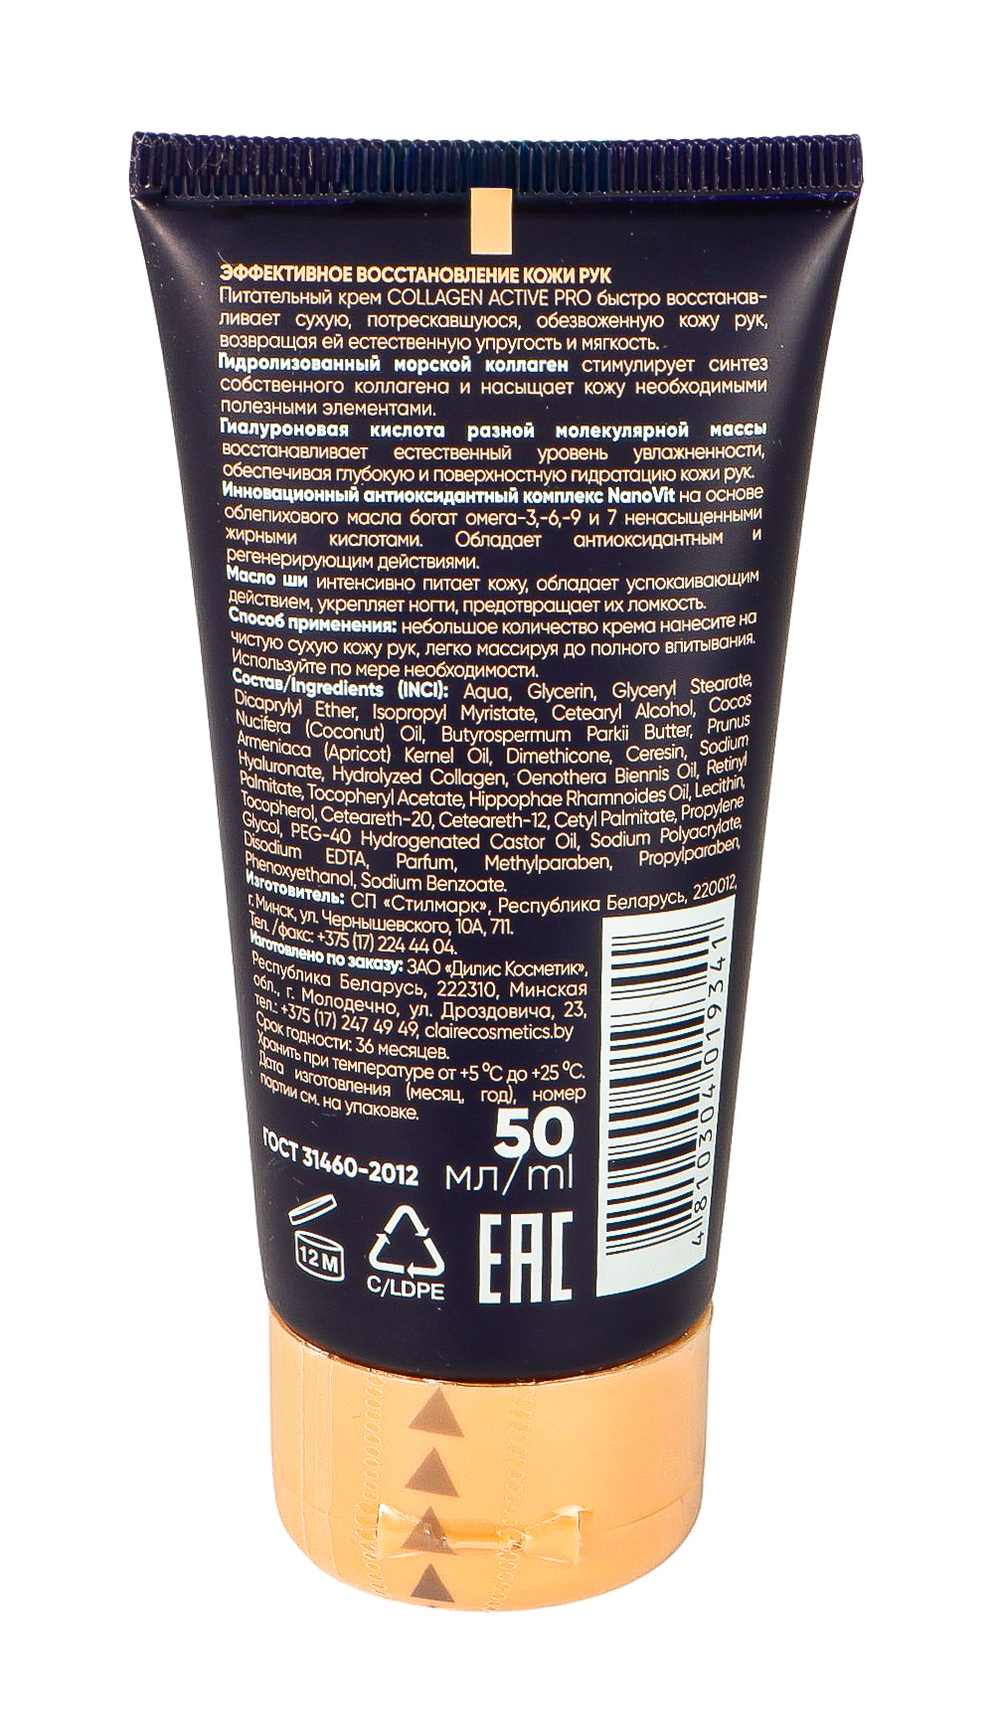 ЭФФЕКТИВНОЕ ВОССТАНОВЛЕНИЕ КОЖИ РУК
Питательный крем COLLAGEN ACTIVE PRO быстро восстанав-
ливает сухую, потрескавшуюся, обезвоженную кожу рук,
возвращая ей естественную упругость и мягкость.
Гидролизованный морской коллаген стимулирует синтез
собственного коллагена и насыщает кожу необходимыми
полезными элементами.
Гиалуроновая кислота разной молекулярной массы
восстанавливает естественный уровень увлажненности,
обеспечивая глубокую и поверхностную гидратацию кожи рук.
Инновационный антиоксидантный комплекс NanoVit на основе
облепихового масла богат омега-3,-6,-9 и 7 ненасыщенными
жирными кислотами. Обладает антиоксидантным и
регенерирующим действиями.
Масло ши интенсивно питает кожу, обладает успокаивающим
действием, укрепляет ногти, предотвращает их ломкость.
Способ применения: небольшое количество крема нанесите на
чистую сухую кожу рук, легко массируя до полного впитывания.
Используйте по мере необходимости.
Состав/Ingredients (INCI): Aqua, Glycerin, Glyceryl Stearate,
Dicaprylyl Ether, Isopropyl Myristate, Cetearyl Alcohol, Cocos
Nucifera (Coconut) Oil, Butyrospermum Parkii Butter, Prunus
Armeniaca (Apricot) Kernel Oil, Dimethicone, Ceresin, Sodium
Hyaluronate, Hydrolyzed Collagen, Oenothera Biennis Oil, Retinyl
Palmitate, Tocopheryl Acetate, Hippophae Rhamnoides Oil, Lecithin,
Tocopherol, Ceteareth-20, Ceteareth-12, Cetyl Palmitate, Propylene
Glycol, PEG-40 Hydrogenated Castor Oil, Sodium Polyacrylate,
Disodium EDTA, Parfum, Methylparaben, Propylparaben,
Phenoxyethanol, Sodium Benzoate.
Изготовитель: СП «Стилмарк», Республика Беларусь, 220012,
г.Минск, ул. Чернышевского, 10А, 711.
Тел. /факс: +375 (17) 224 44 04.
Изготовлено по заказу: ЗАО «Дилис Косметик»,
Республика Беларусь, 222310, Минская
обл., г. Молодечно, ул. Дроздовича, 23,
тел.: +375 (17) 247 49 49, clairecosmetics.by
Срок годности: 36 месяцев.
Хранить при температуре от +5 °С до +25 °С.
Дата изготовления (месяц, год), номер
партии см. на упаковке.
50
мл/ml
ГОСТ 31460-2012
12 M
C/LDPE
EAC
4 810304 019341